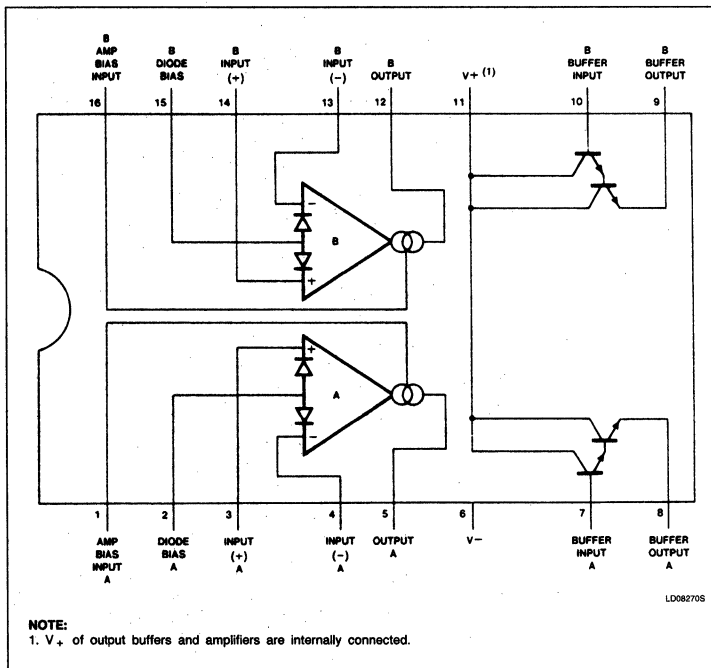 B
AMP
BIAS
INPUT
B
DIODE
BIAS
B
INPUT
(+)
B
INPUT
(−)
B
OUTPUT
V+ (1)
B
BUFFER
INPUT
B
BUFFER
OUTPUT
16
15
14
13
12
11
10
9
−
B
+
+
A
−
1
2
3
4
5
6
7
8
AMP
BIAS
INPUT
A
DIODE
BIAS
A
INPUT
(+)
A
INPUT
(−)
A
OUTPUT
A
V−
BUFFER
INPUT
A
BUFFER
OUTPUT
A
LD08270S
NOTE:
1. V+ of output buffers and amplifiers are internally connected.